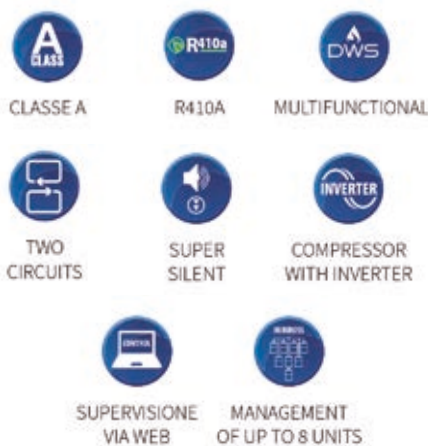 A
CLASS
R410a
DWS
CLASSE A
R410A
MULTIFUNCTIONAL
INVERTER
TWO
CIRCUITS
SUPER
SILENT
COMPRESSOR
WITH INVERTER
CONTROL
SUPERVISIONE
VIA WEB
MANAGEMENT
OF UP TO 8 UNITS